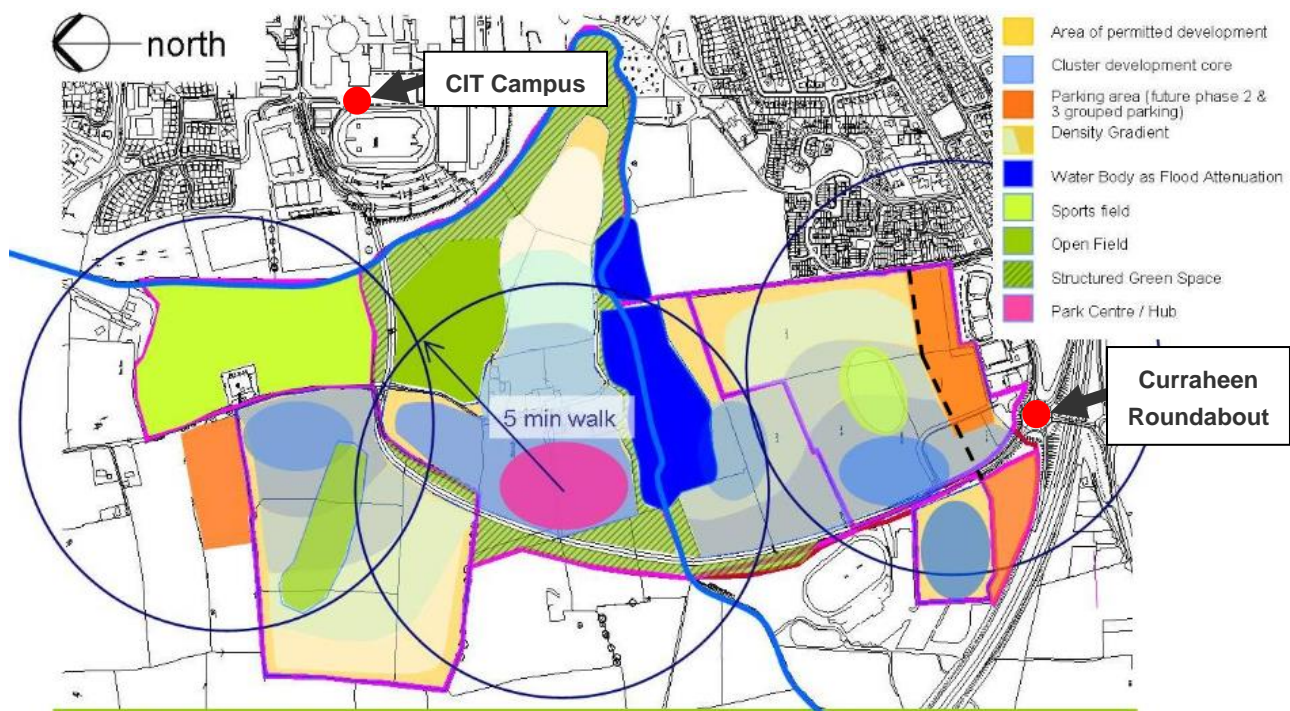 north
CIT Campus
Area of permitted development
Cluster development core
Parking area (future phase 2 &
3 grouped parking)
Density Gradient
Water Body as Flood Attenuation
Sports field
Open Field
Structured Green Space
Park Centre / Hub
Curraheen
Roundabout
5 min walk